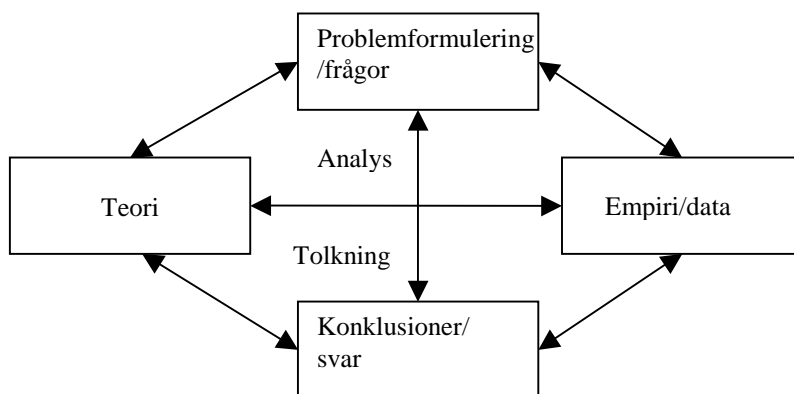 Problemformulering
/frågor
Analys
Teori
Empiri/data
Tolkning
Konklusioner/
svar